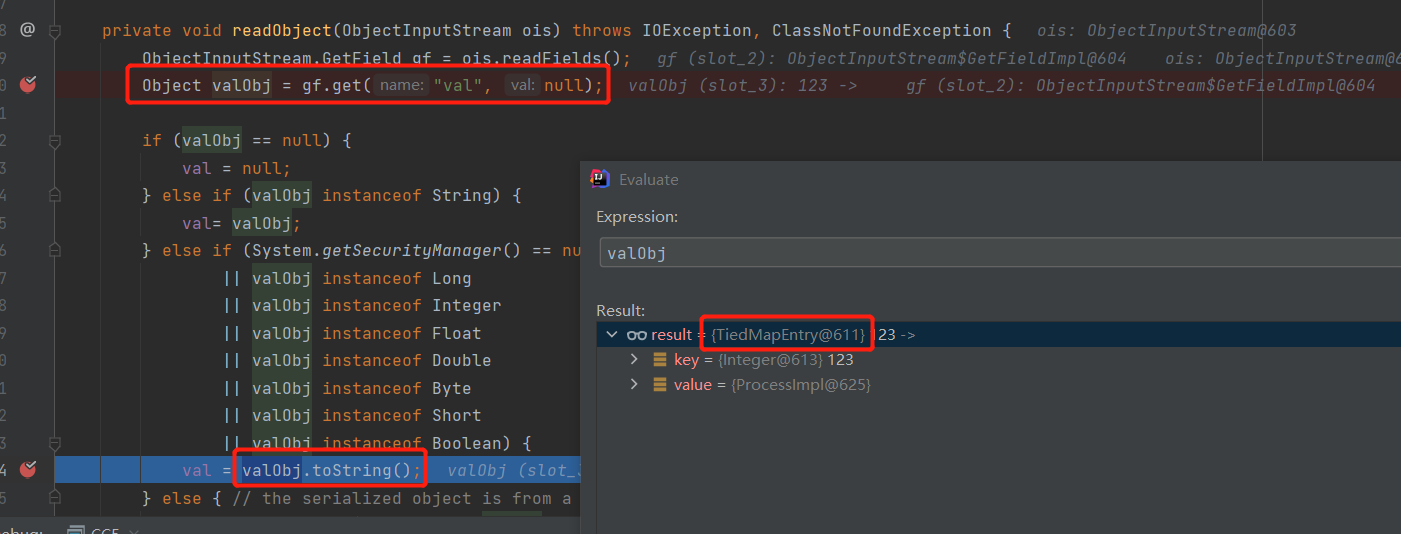 7
8 @ private void readObject(ObjectInputStream ois) throws IOException, ClassNotFoundException { ois: ObjectInputStream@603
9 ObjectInputStream.GetField gf = ois.readFields(); gf (slot_2): ObjectInputStream$GetFieldImpl@604 ois: ObjectInputStream@6
0 Object valObj = gf.get( name: "val", val: null); valObj (slot_3): 123 -> gf (slot_2): ObjectInputStream$GetFieldImpl@604
1
2 if (valObj == null) {
3 val = null;
4 } else if (valObj instanceof String) {
5 val= valObj;
6 } else if (System.getSecurityManager() == nu
7 || valObj instanceof Long
8 || valObj instanceof Integer
9 || valObj instanceof Float
0 || valObj instanceof Double
1 || valObj instanceof Byte
2 || valObj instanceof Short
3 || valObj instanceof Boolean) {
4 val = valObj.toString(); valObj (slot_3
5 } else { // the serialized object is from a
ebug: CC5
Evaluate
Expression:
valObj
Result:
result = {TiedMapEntry@611} 123 ->
key = {Integer@613} 123
value = {ProcessImpl@625}